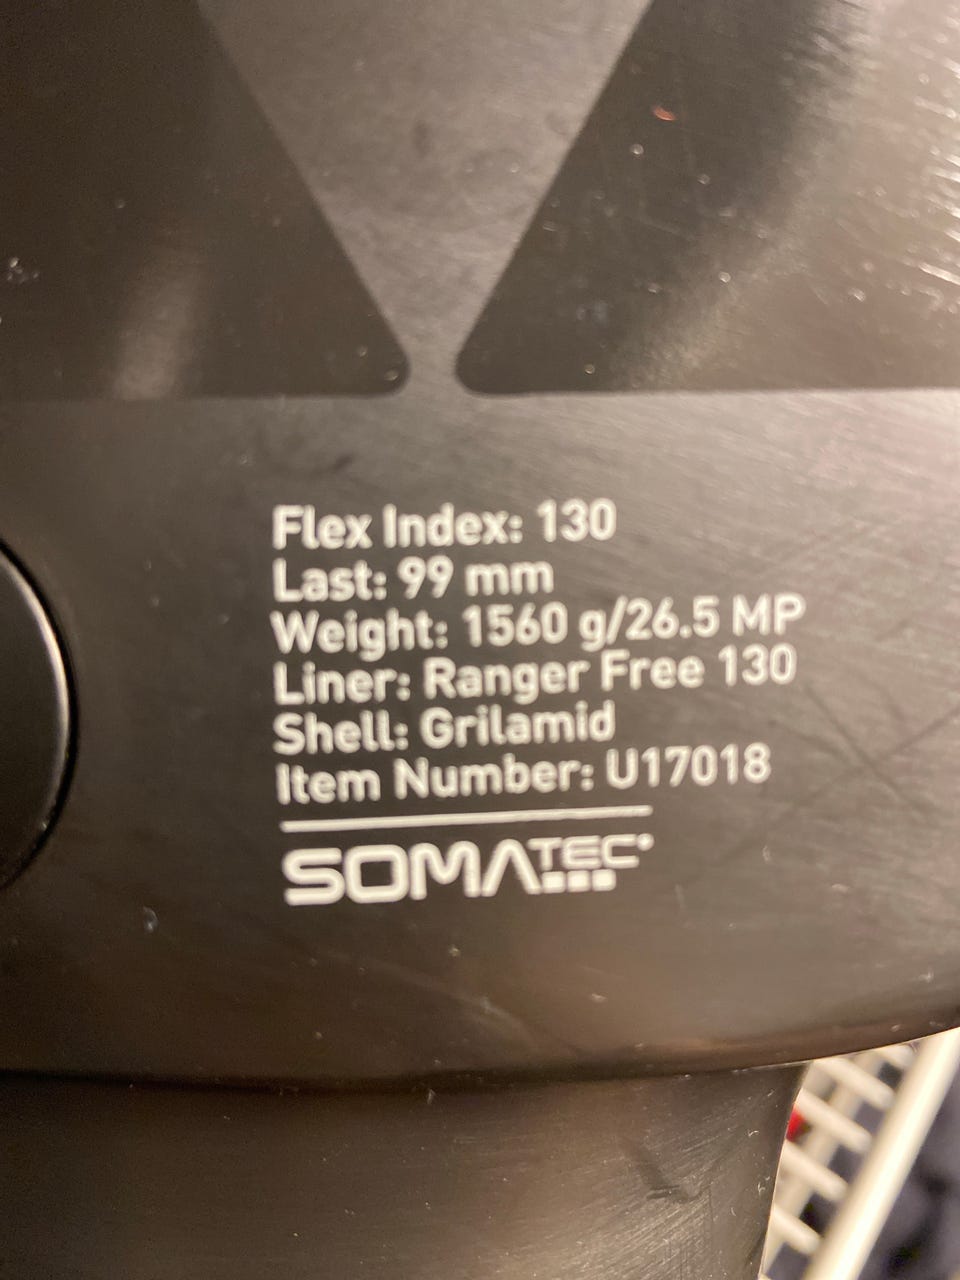 Flex Index: 130
Last: 99 mm
Weight: 1560 g/26.5 MP
Liner: Ranger Free 130
Shell: Grilamid
Item Number: U17018
SOMATEC